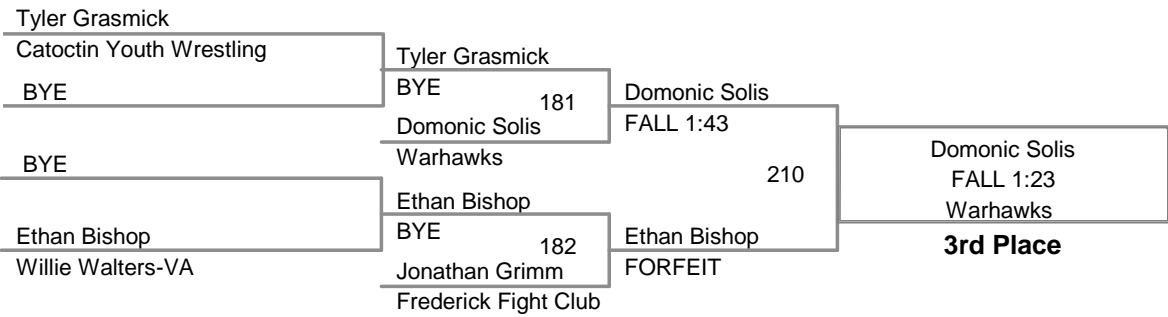 Tyler Grasmick
Catoctin Youth Wrestling
BYE
BYE
Ethan Bishop
Willie Walters-VA
Tyler Grasmick
BYE
181
Domonic Solis
Warhawks
Ethan Bishop
BYE
182
Jonathan Grimm
Frederick Fight Club
Domonic Solis
FALL 1:43
210
Ethan Bishop
FORFEIT
Domonic Solis
FALL 1:23
Warhawks
3rd Place